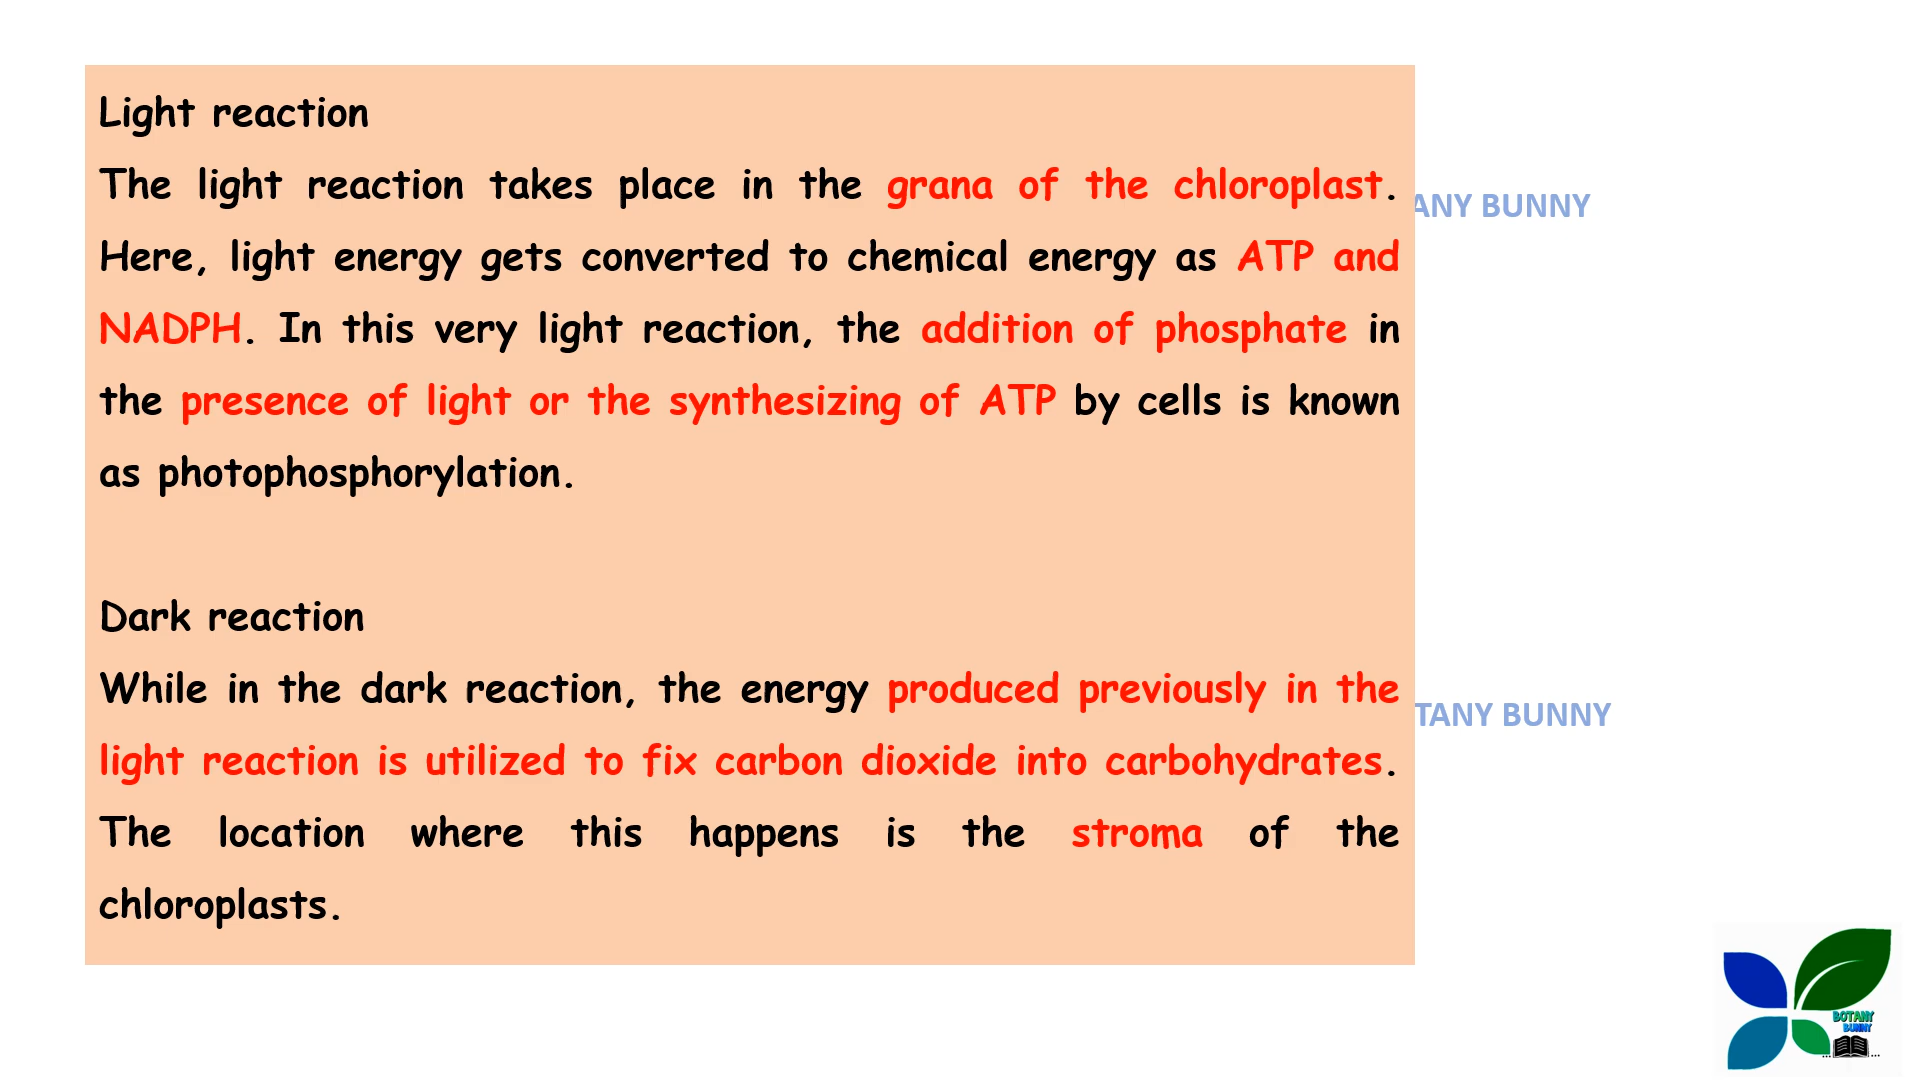 Light reaction
The light reaction takes place in the grana of the chloroplast.
ANY BUNNY
Here, light energy gets converted to chemical energy as ATP and
NADPH. In this very light reaction, the addition of phosphate in
the presence of light or the synthesizing of ATP by cells is known
as photophosphorylation.
Dark reaction
While in the dark reaction, the energy produced previously in the
TANY BUNNY
light reaction is utilized to fix carbon dioxide into carbohydrates.
The location where this happens is the stroma of the
chloroplasts.
BOTANY
BUNNY